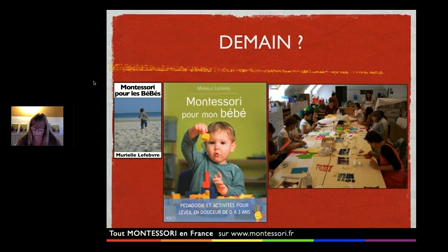 DEMAIN ?
Montessori
pour les BéBés
Murielle Lefebvre
Murielle Lefebvre
Montessori
pour mon bébé
PÉDAGOGIE ET ACTIVITÉS POUR
L'ÉVEIL EN DOUCEUR DE 0 À 3 ANS
Tout MONTESSORI en France sur www.montessori.fr